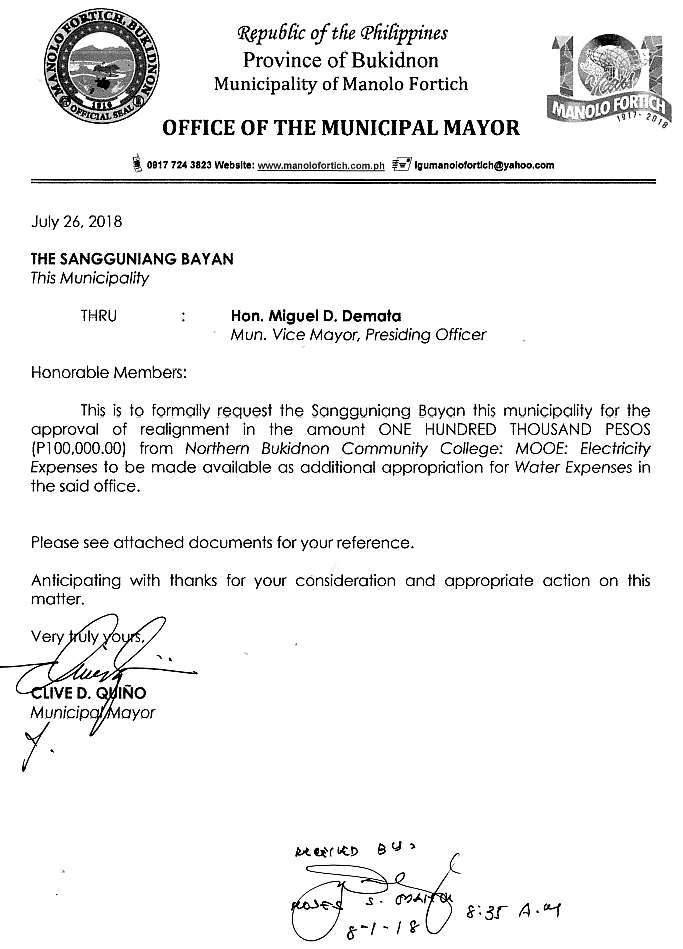 MANOLO FORTICH, BUKIDNON
1916
OFFICIAL SEAL
Republic of the Philippines
Province of Bukidnon
Municipality of Manolo Fortich
101
Years
MANOLO FORTICH
1917 - 2018
OFFICE OF THE MUNICIPAL MAYOR
0917 724 3823 Website: www.manolofortich.com.ph lgumanolofortich@yahoo.com
July 26, 2018
THE SANGGUNIANG BAYAN
This Municipality
THRU : Hon. Miguel D. Demata
Mun. Vice Mayor, Presiding Officer
Honorable Members:
This is to formally request the Sangguniang Bayan this municipality for the
approval of realignment in the amount ONE HUNDRED THOUSAND PESOS
(P100,000.00) from Northern Bukidnon Community College: MOOE: Electricity
Expenses to be made available as additional appropriation for Water Expenses in
the said office.
Please see attached documents for your reference.
Anticipating with thanks for your consideration and appropriate action on this
matter.
Very truly yours,
CLIVE D. QUIÑO
Municipal Mayor
RECEIVED BY:
S.
8-1-18 8:35 A.M